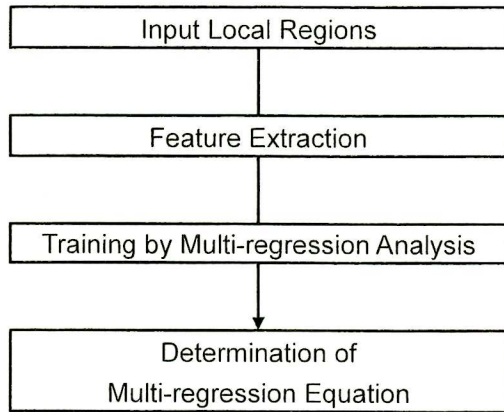 Input Local Regions
Feature Extraction
Training by Multi-regression Analysis
Determination of
Multi-regression Equation